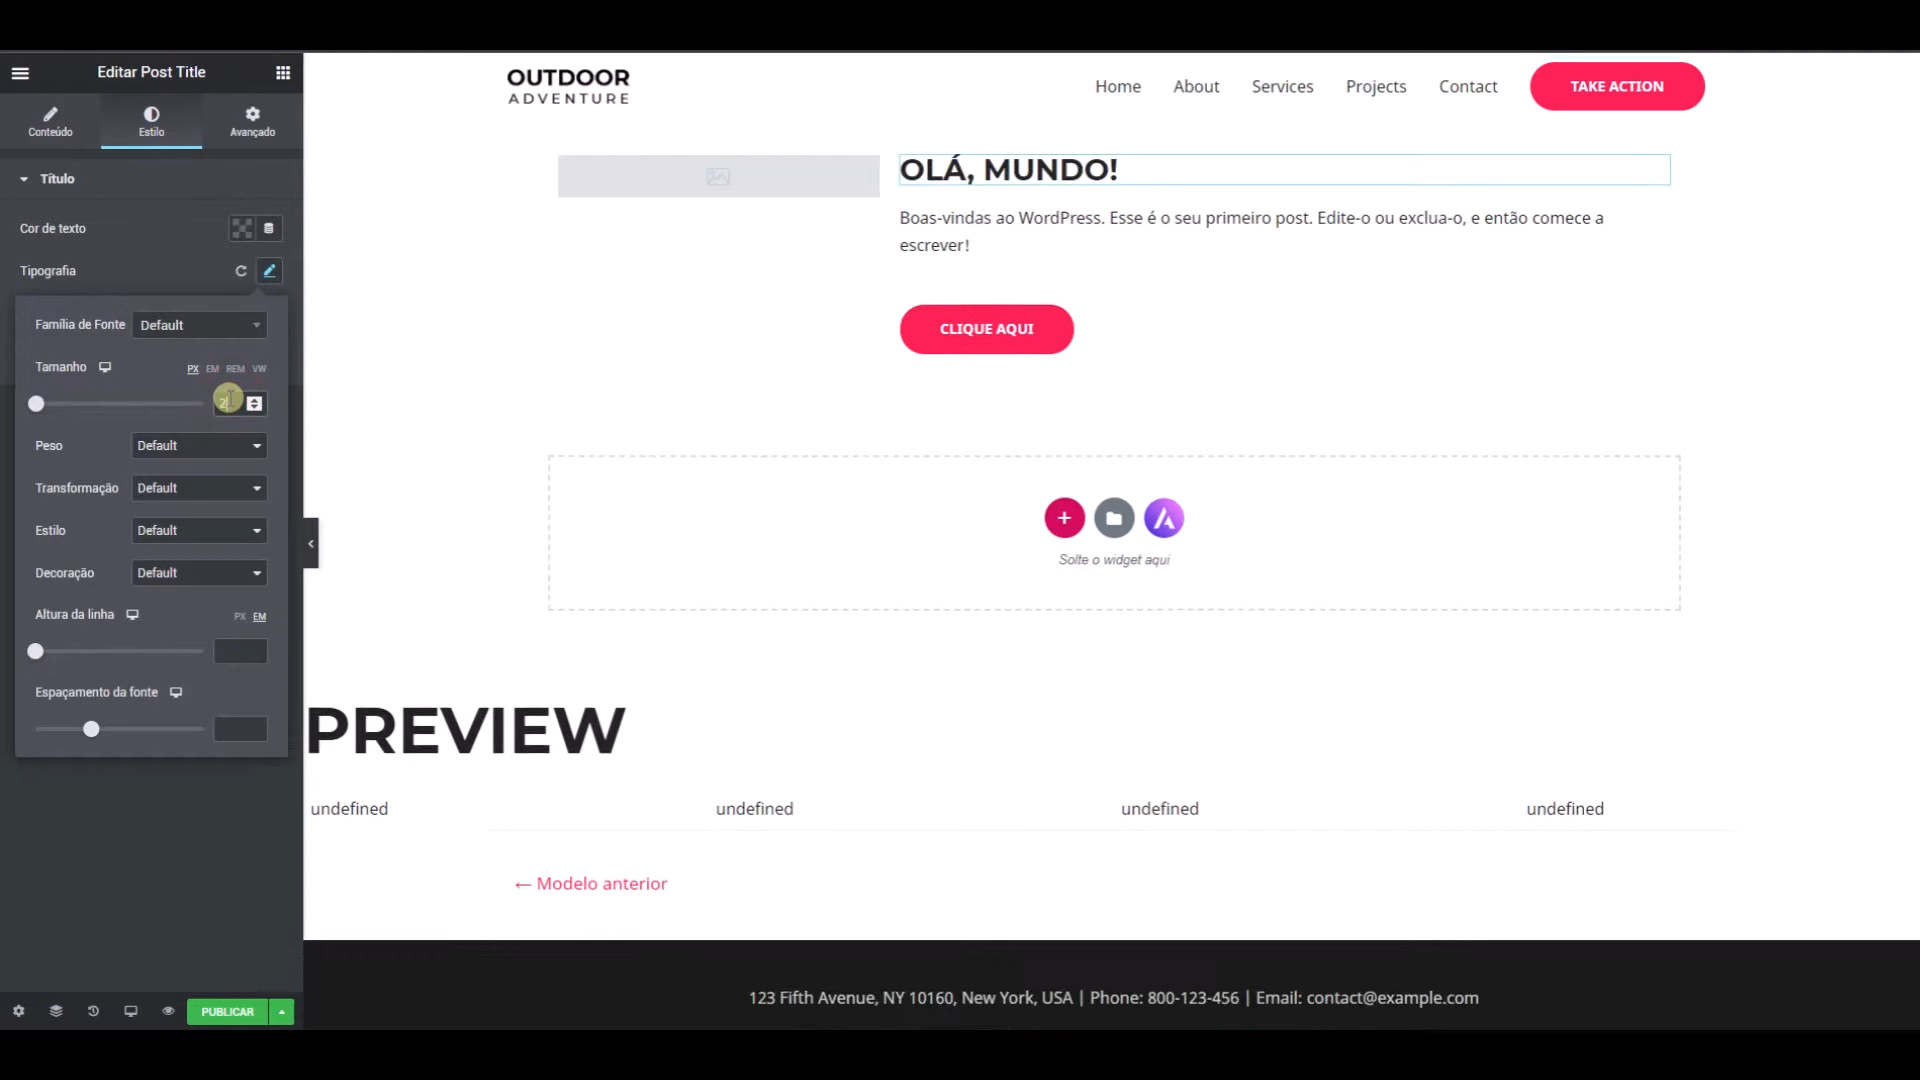 Editar Post Title
Conteúdo
Estilo
Avançado
Título
Cor de texto
Tipografia
Família de Fonte
Default
Tamanho
PX EM REM VW
2
Peso
Default
Transformação
Default
Estilo
Default
Decoração
Default
Altura da linha
PX EM
Espaçamento da fonte
PUBLICAR
OUTDOOR
ADVENTURE
Home
About
Services
Projects
Contact
TAKE ACTION
OLÁ, MUNDO!
Boas-vindas ao WordPress. Esse é o seu primeiro post. Edite-o ou exclua-o, e então comece a
escrever!
CLIQUE AQUI
Solte o widget aqui
PREVIEW
undefined
undefined
undefined
undefined
← Modelo anterior
123 Fifth Avenue, NY 10160, New York, USA | Phone: 800-123-456 | Email: contact@example.com